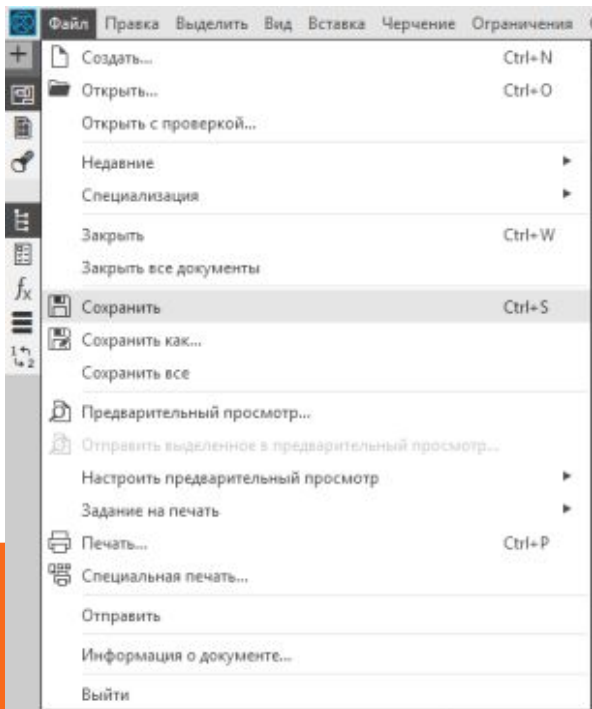 Файл Правка Выделить Вид Вставка Черчение Ограничения
Создать... Ctrl+N
Открыть... Ctrl+O
Открыть с проверкой...
Недавние
Специализация
Закрыть Ctrl+W
Закрыть все документы
Сохранить Ctrl+S
Сохранить как...
Сохранить все
Предварительный просмотр...
Отправить выделенное в предварительный просмотр...
Настроить предварительный просмотр
Задание на печать
Печать... Ctrl+P
Специальная печать...
Отправить
Информация о документе...
Выйти